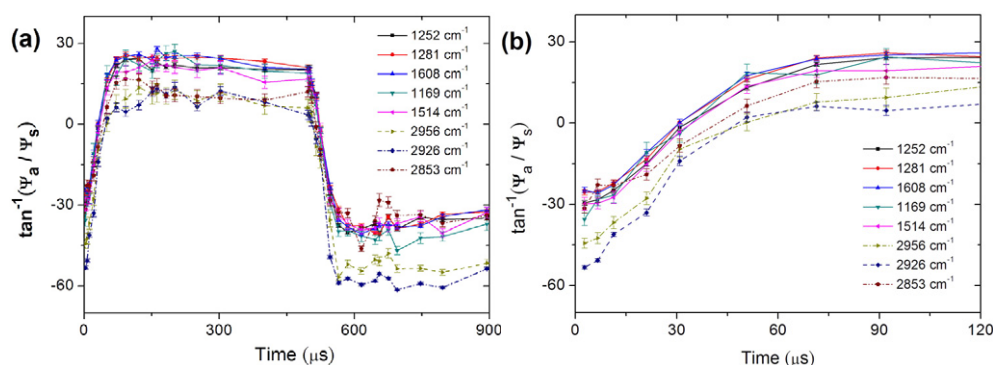 (a)
tan⁻¹(Ψa / Ψs)
30
0
-30
-60
0
300
600
900
Time (μs)
1252 cm⁻¹
1281 cm⁻¹
1608 cm⁻¹
1169 cm⁻¹
1514 cm⁻¹
2956 cm⁻¹
2926 cm⁻¹
2853 cm⁻¹
(b)
tan⁻¹(Ψa / Ψs)
30
0
-30
-60
0
30
60
90
120
Time (μs)
1252 cm⁻¹
1281 cm⁻¹
1608 cm⁻¹
1169 cm⁻¹
1514 cm⁻¹
2956 cm⁻¹
2926 cm⁻¹
2853 cm⁻¹